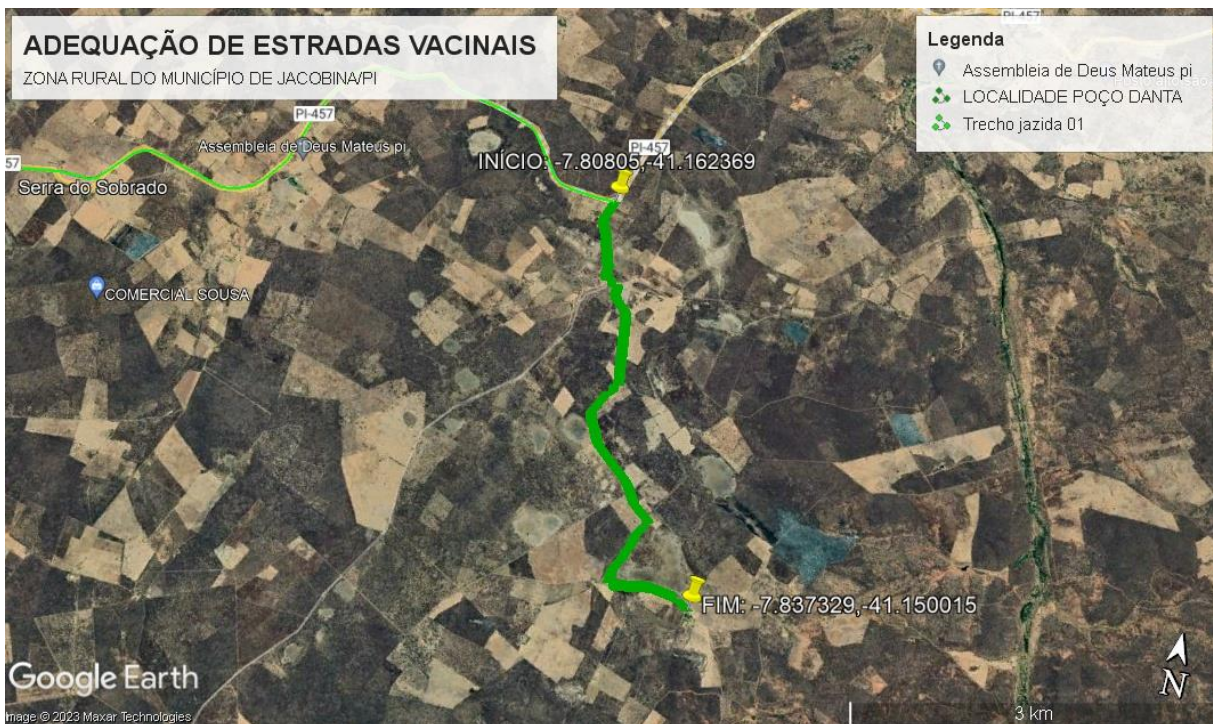 ADEQUAÇÃO DE ESTRADAS VACINAIS
ZONA RURAL DO MUNICÍPIO DE JACOBINA/PI
Legenda
Assembleia de Deus Mateus pi
LOCALIDADE POÇO DANTA
Trecho jazida 01
PI-457
PI-457
Assembleia de Deus Mateus pi
PI-457
INÍCIO: -7.80805,-41.162369
57
Serra do Sobrado
COMERCIAL SOUSA
FIM: -7.837329,-41.150015
Google Earth
N
3 km
Image © 2023 Maxar Technologies